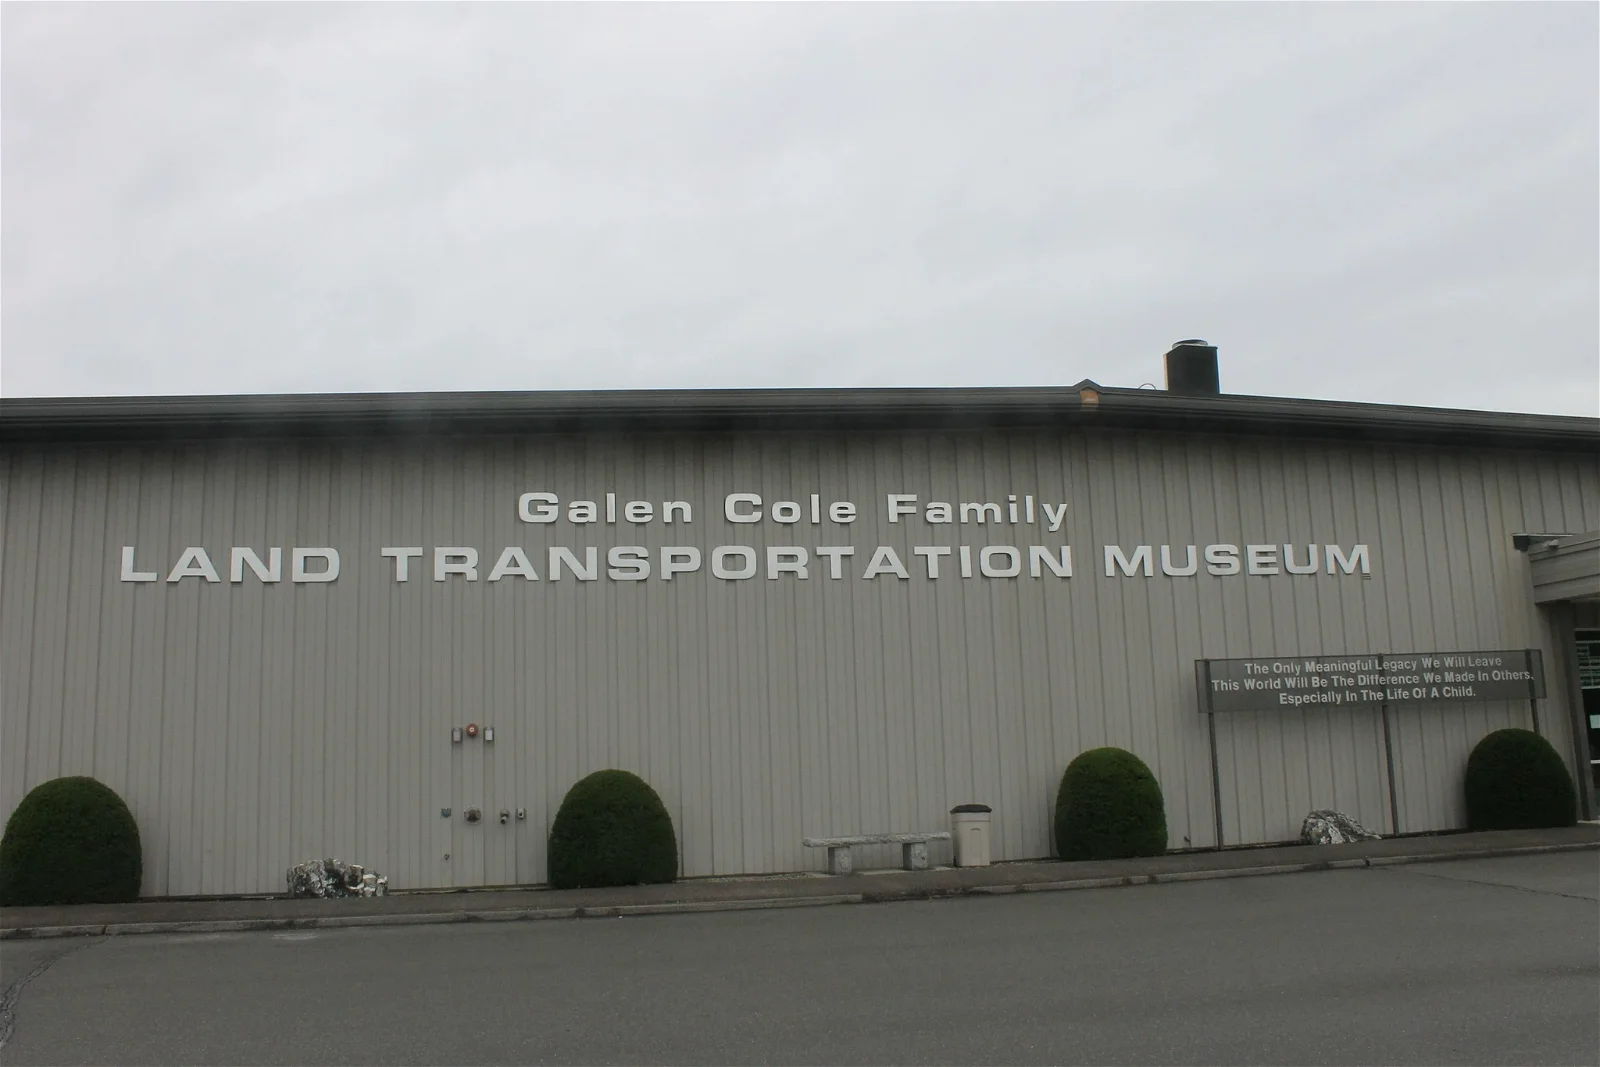 Galen Cole Family
LAND TRANSPORTATION MUSEUM
The Only Meaningful Legacy We Will Leave
This World Will Be The Difference We Made In Others,
Especially In The Life Of A Child.